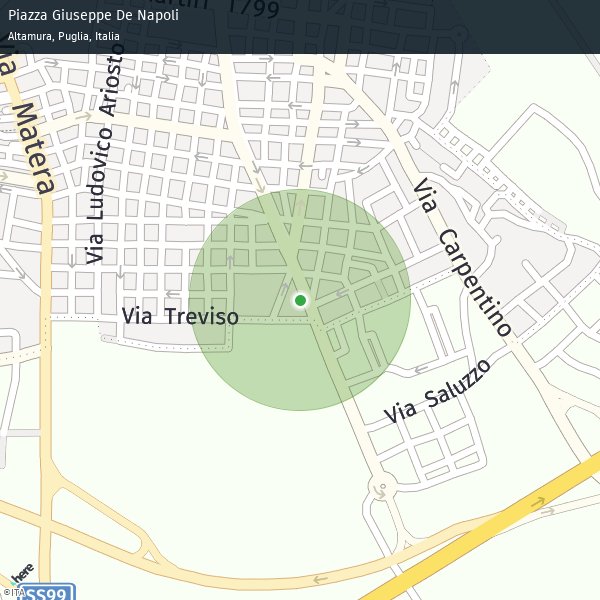 Piazza Giuseppe De Napoli
Altamura, Puglia, Italia
1799
Via Matera
Via Ludovico Ariosto
Via Carpentino
Via Treviso
Via Saluzzo
here
© ITA
SS99